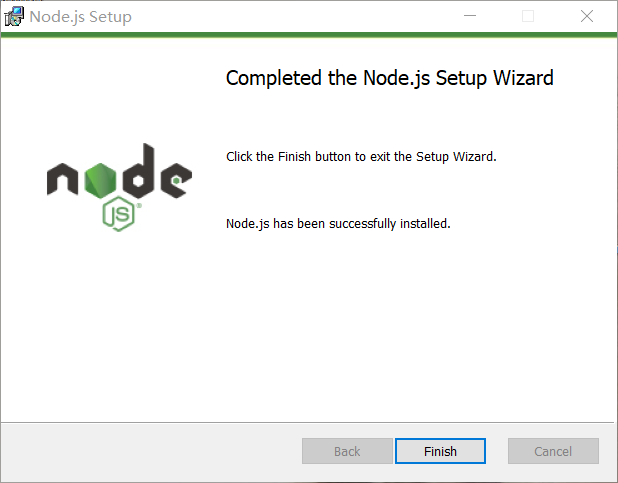 Node.js Setup
Completed the Node.js Setup Wizard
Click the Finish button to exit the Setup Wizard.
node
JS
Node.js has been successfully installed.
Back
Finish
Cancel